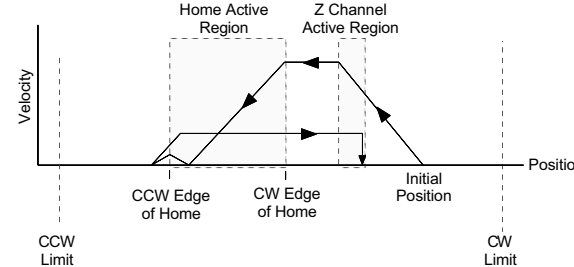 Home Active
Region
Z Channel
Active Region
Velocity
Positio
CCW Edge
of Home
CW Edge
of Home
Initial
Position
CCW
Limit
CW
Limit